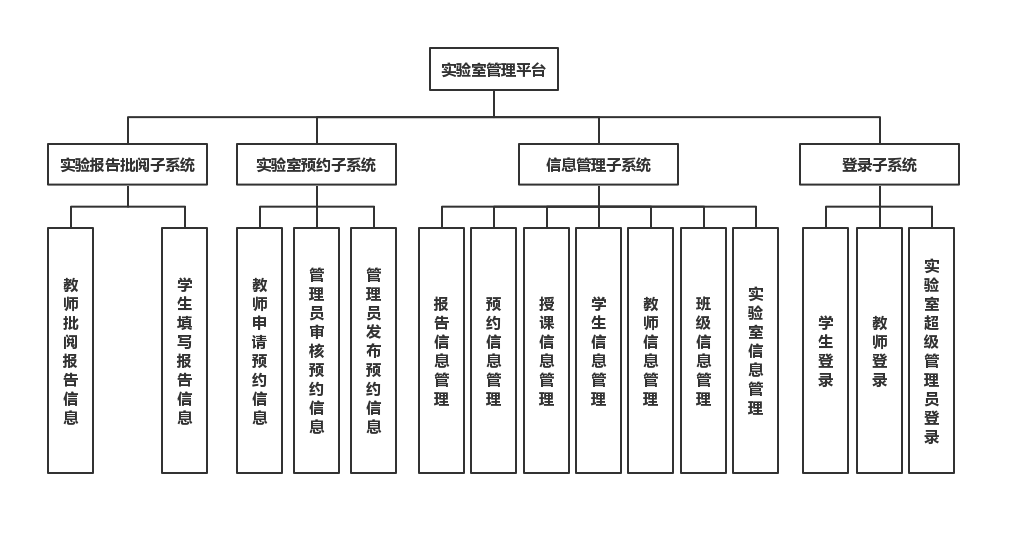 实验室管理平台
实验报告批阅子系统
实验室预约子系统
信息管理子系统
登录子系统
教师批阅报告信息
学生填写报告信息
教师申请预约信息
管理员审核预约信息
管理员发布预约信息
报告信息管理
预约信息管理
授课信息管理
学生信息管理
教师信息管理
班级信息管理
实验室信息管理
学生登录
教师登录
实验室超级管理员登录